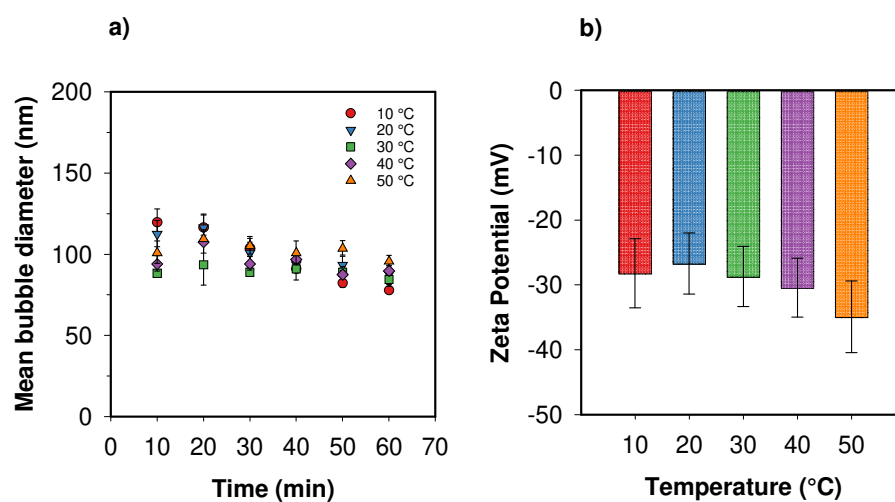 a)
Mean bubble diameter (nm)
200
150
100
50
0
0 10 20 30 40 50 60 70
Time (min)
10 °C
20 °C
30 °C
40 °C
50 °C
b)
Zeta Potential (mV)
0
-10
-20
-30
-40
-50
10 20 30 40 50
Temperature (°C)